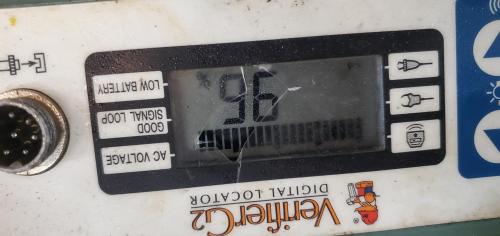 VerifierG2
DIGITAL LOCATOR
AC VOLTAGE
GOOD
SIGNAL LOOP
LOW BATTERY
96